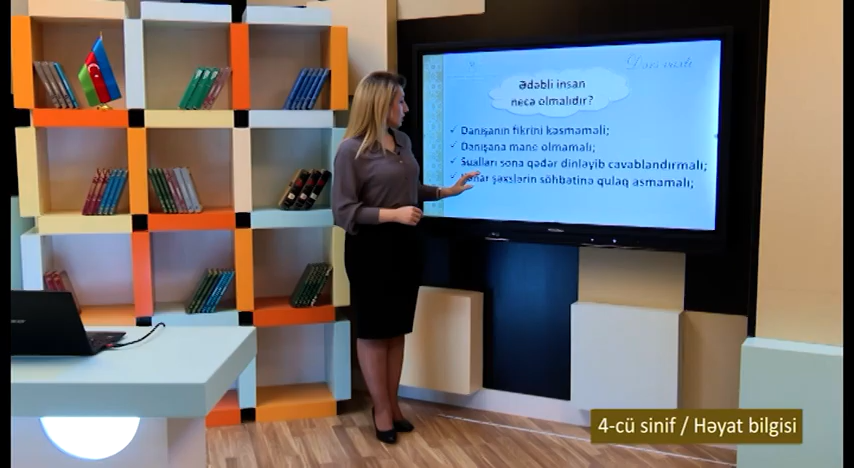 Dərs vaxtı
Ədəbli insan
necə olmalıdır?
Danışanın fikrini kəsməməli;
Danışana mane olmamalı;
Sualları sona qədər dinləyib cavablandırmalı;
şəxslərin söhbətinə qulaq asmamalı;
4-cü sinif / Həyat bilgisi